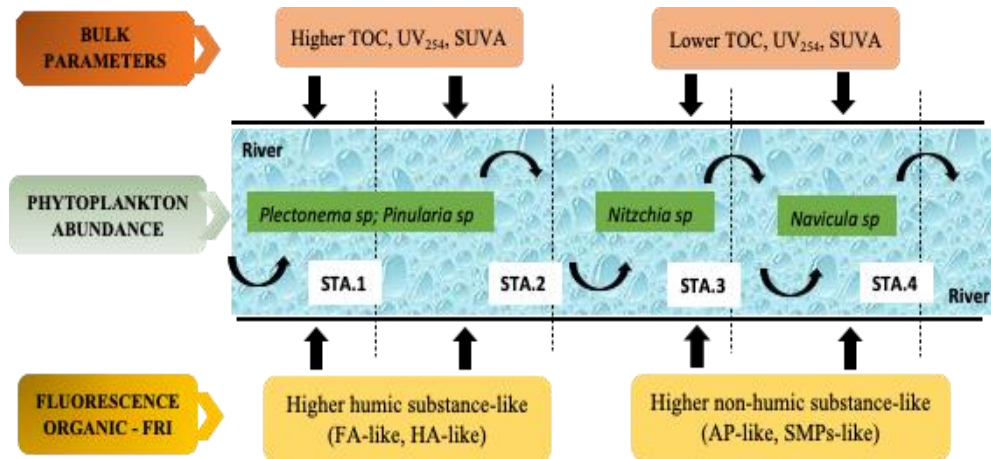 BULK
PARAMETERS
Higher TOC, UV254, SUVA
Lower TOC, UV254, SUVA
PHYTOPLANKTON
ABUNDANCE
River
Plectonema sp; Pinularia sp
Nitzchia sp
Navicula sp
STA.1
STA.2
STA.3
STA.4
River
FLUORESCENCE
ORGANIC - FRI
Higher humic substance-like
(FA-like, HA-like)
Higher non-humic substance-like
(AP-like, SMPs-like)